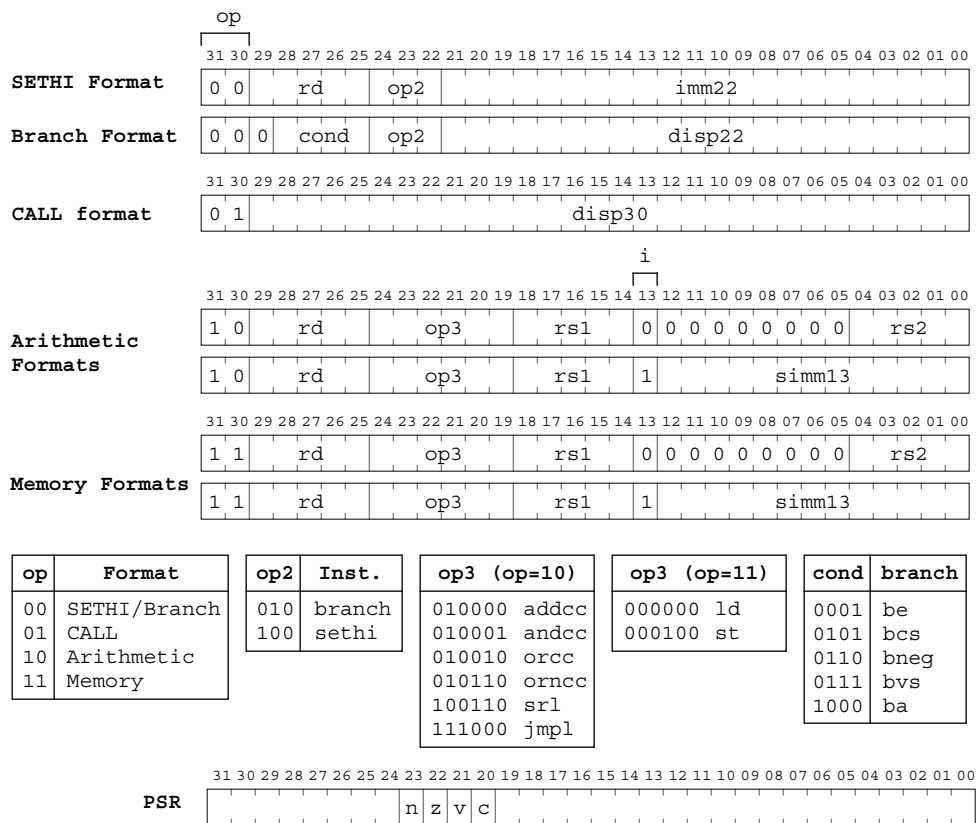 op
31 30 29 28 27 26 25 24 23 22 21 20 19 18 17 16 15 14 13 12 11 10 09 08 07 06 05 04 03 02 01 00
SETHI Format 0 0 rd op2 imm22
Branch Format 0 0 0 cond op2 disp22
31 30 29 28 27 26 25 24 23 22 21 20 19 18 17 16 15 14 13 12 11 10 09 08 07 06 05 04 03 02 01 00
CALL format 0 1 disp30
i
31 30 29 28 27 26 25 24 23 22 21 20 19 18 17 16 15 14 13 12 11 10 09 08 07 06 05 04 03 02 01 00
Arithmetic
Formats
1 0 rd op3 rs1 0 0 0 0 0 0 0 0 0 rs2
1 0 rd op3 rs1 1 simm13
31 30 29 28 27 26 25 24 23 22 21 20 19 18 17 16 15 14 13 12 11 10 09 08 07 06 05 04 03 02 01 00
Memory Formats
1 1 rd op3 rs1 0 0 0 0 0 0 0 0 0 rs2
1 1 rd op3 rs1 1 simm13
op Format
00 SETHI/Branch
01 CALL
10 Arithmetic
11 Memory
op2 Inst.
010 branch
100 sethi
op3 (op=10)
010000 addcc
010001 andcc
010010 orcc
010110 orncc
100110 srl
111000 jmpl
op3 (op=11)
000000 ld
000100 st
cond branch
0001 be
0101 bcs
0110 bneg
0111 bvs
1000 ba
31 30 29 28 27 26 25 24 23 22 21 20 19 18 17 16 15 14 13 12 11 10 09 08 07 06 05 04 03 02 01 00
PSR n z v c